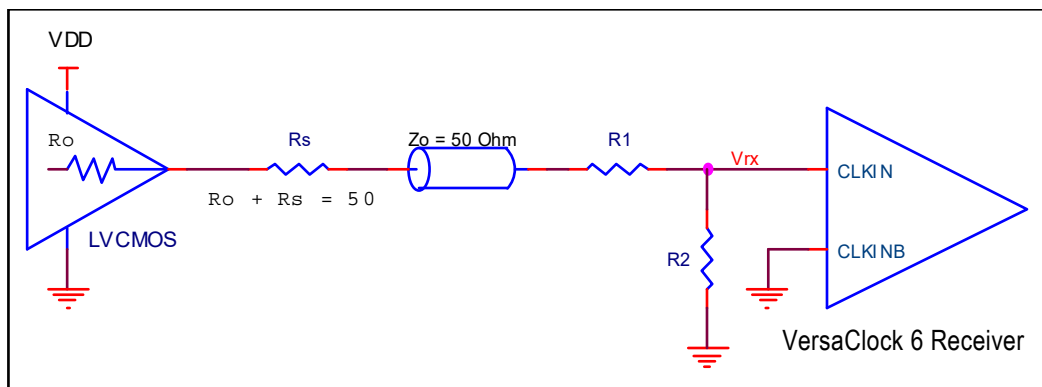 VDD
Ro
Rs
Zo = 50 Ohm
R1
Vrx
CLKIN
Ro + Rs = 50
LVCMOS
R2
CLKINB
VersaClock 6 Receiver